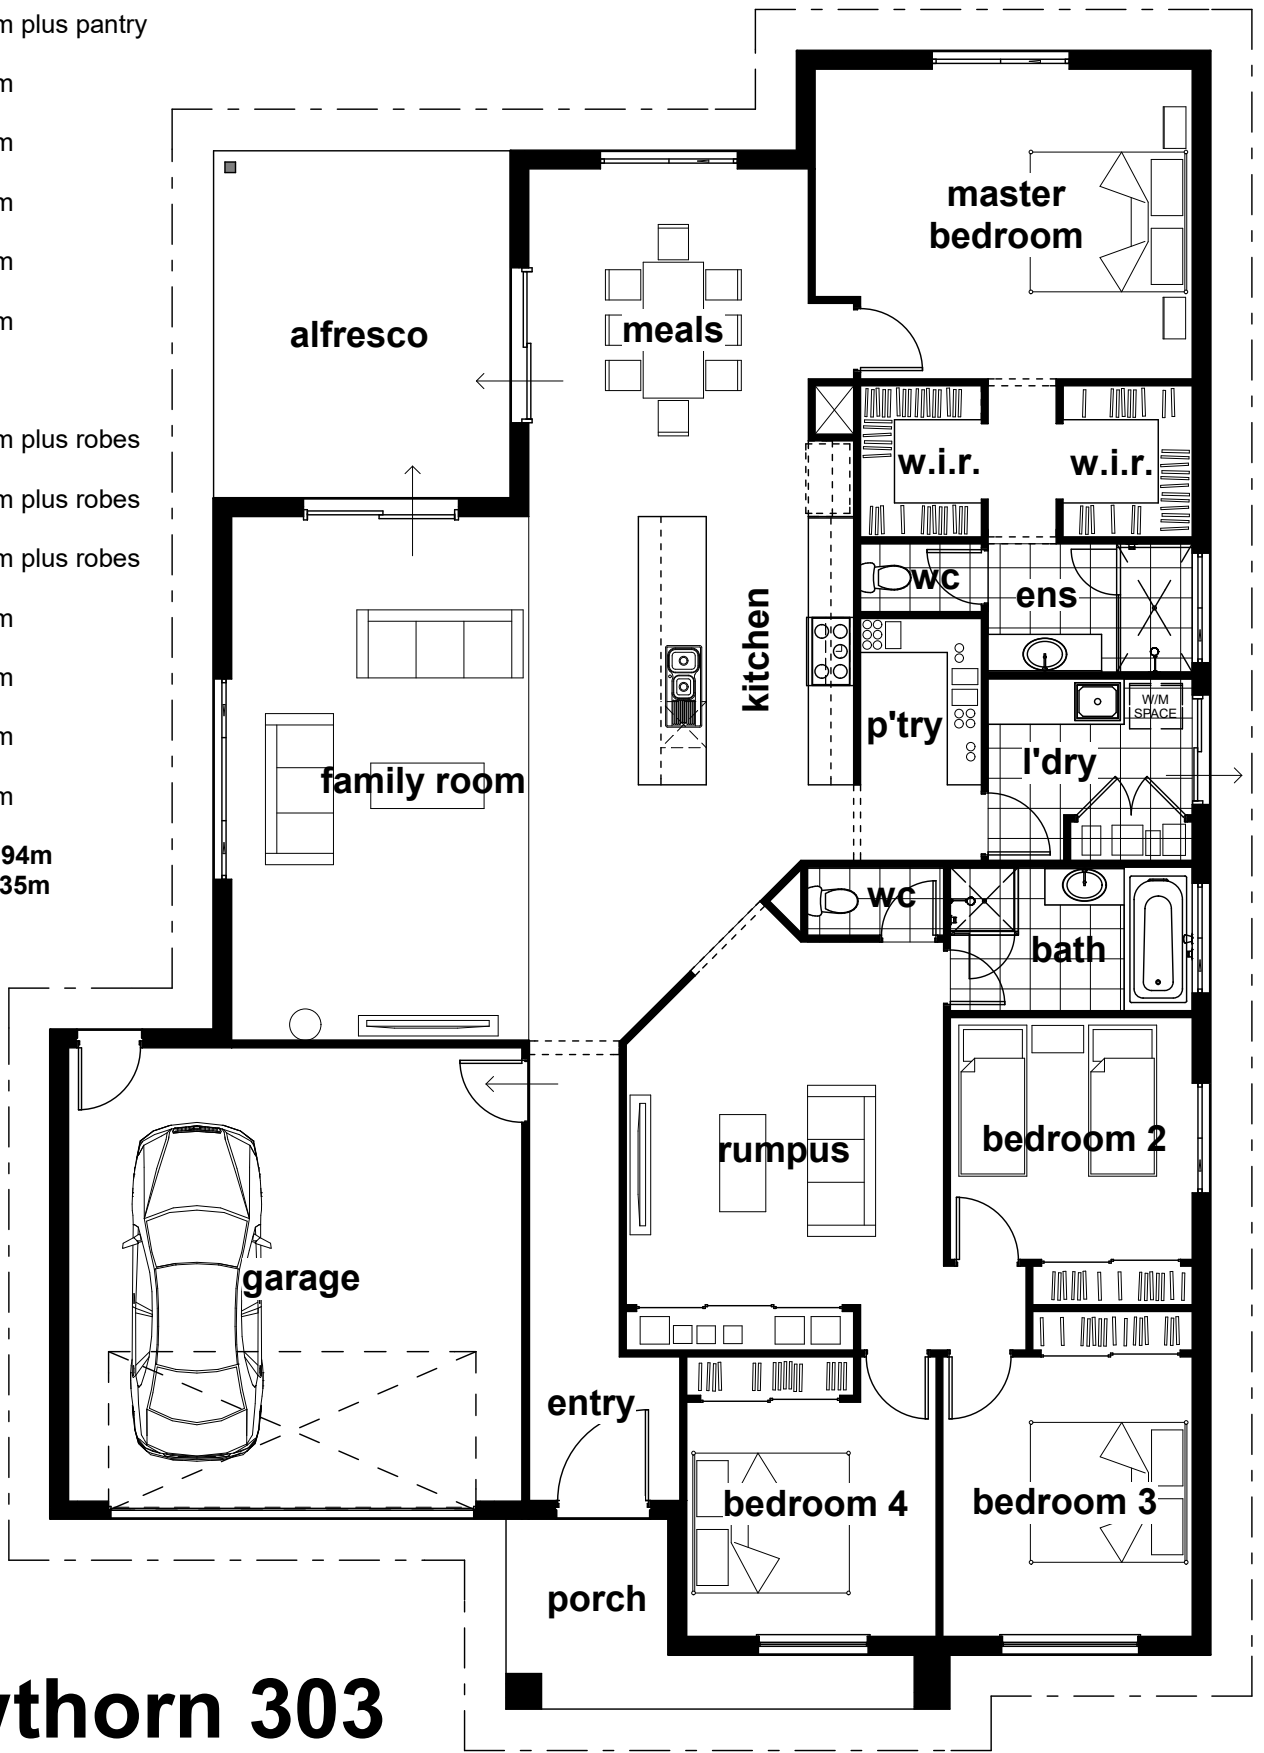 m plus pantry
m
m
m
m
m
m plus robes
m plus robes
m plus robes
m
m
m
m
94m
35m
master
bedroom
alfresco
meals
w.i.r.
w.i.r.
wc
ens
kitchen
W/M
SPACE
p'try
l'dry
family room
wc
bath
rumpus
bedroom 2
garage
entry
bedroom 4
bedroom 3
porch
ythorn 303